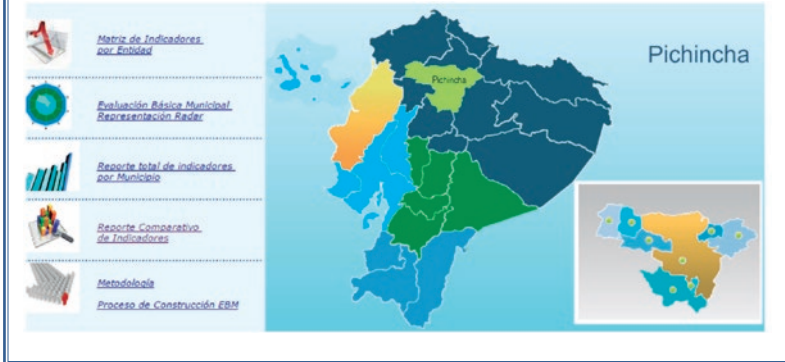 Matriz de Indicadores
por Entidad
Evaluación Básica Municipal
Representación Radar
Reporte total de indicadores
por Municipio
Reporte Comparativo
de Indicadores
Metodología
Proceso de Construcción EBM
Pichincha
Pichincha